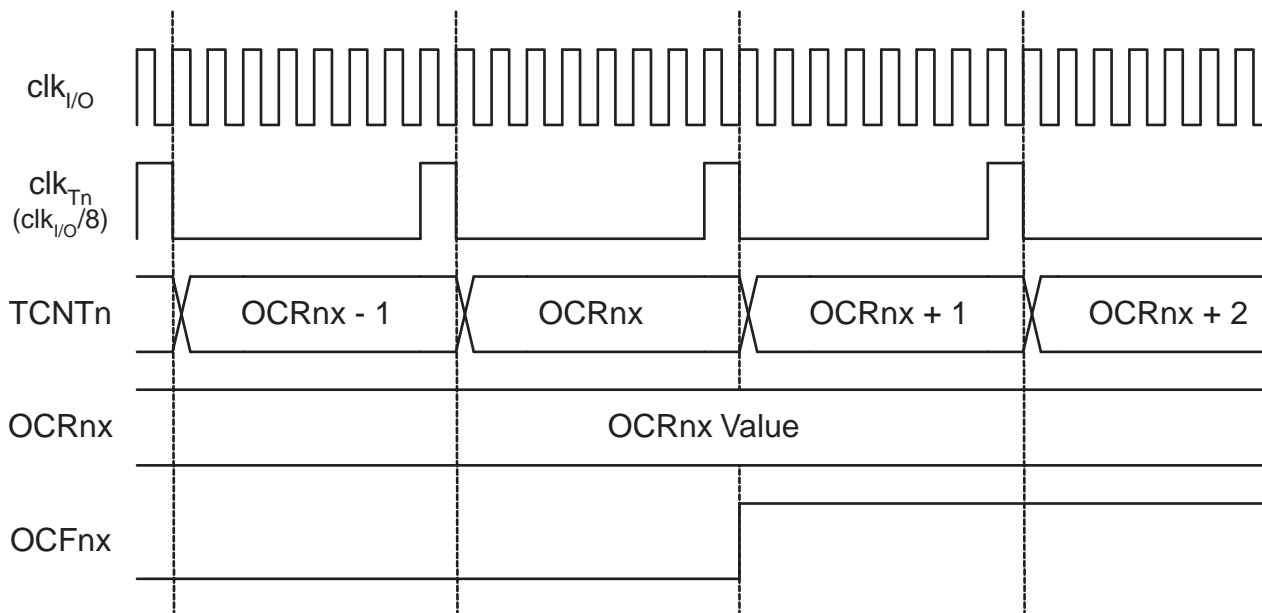 clkI/O
clkTn
(clkI/O/8)
TCNTn OCRnx - 1 OCRnx OCRnx + 1 OCRnx + 2
OCRnx OCRnx Value
OCFnx